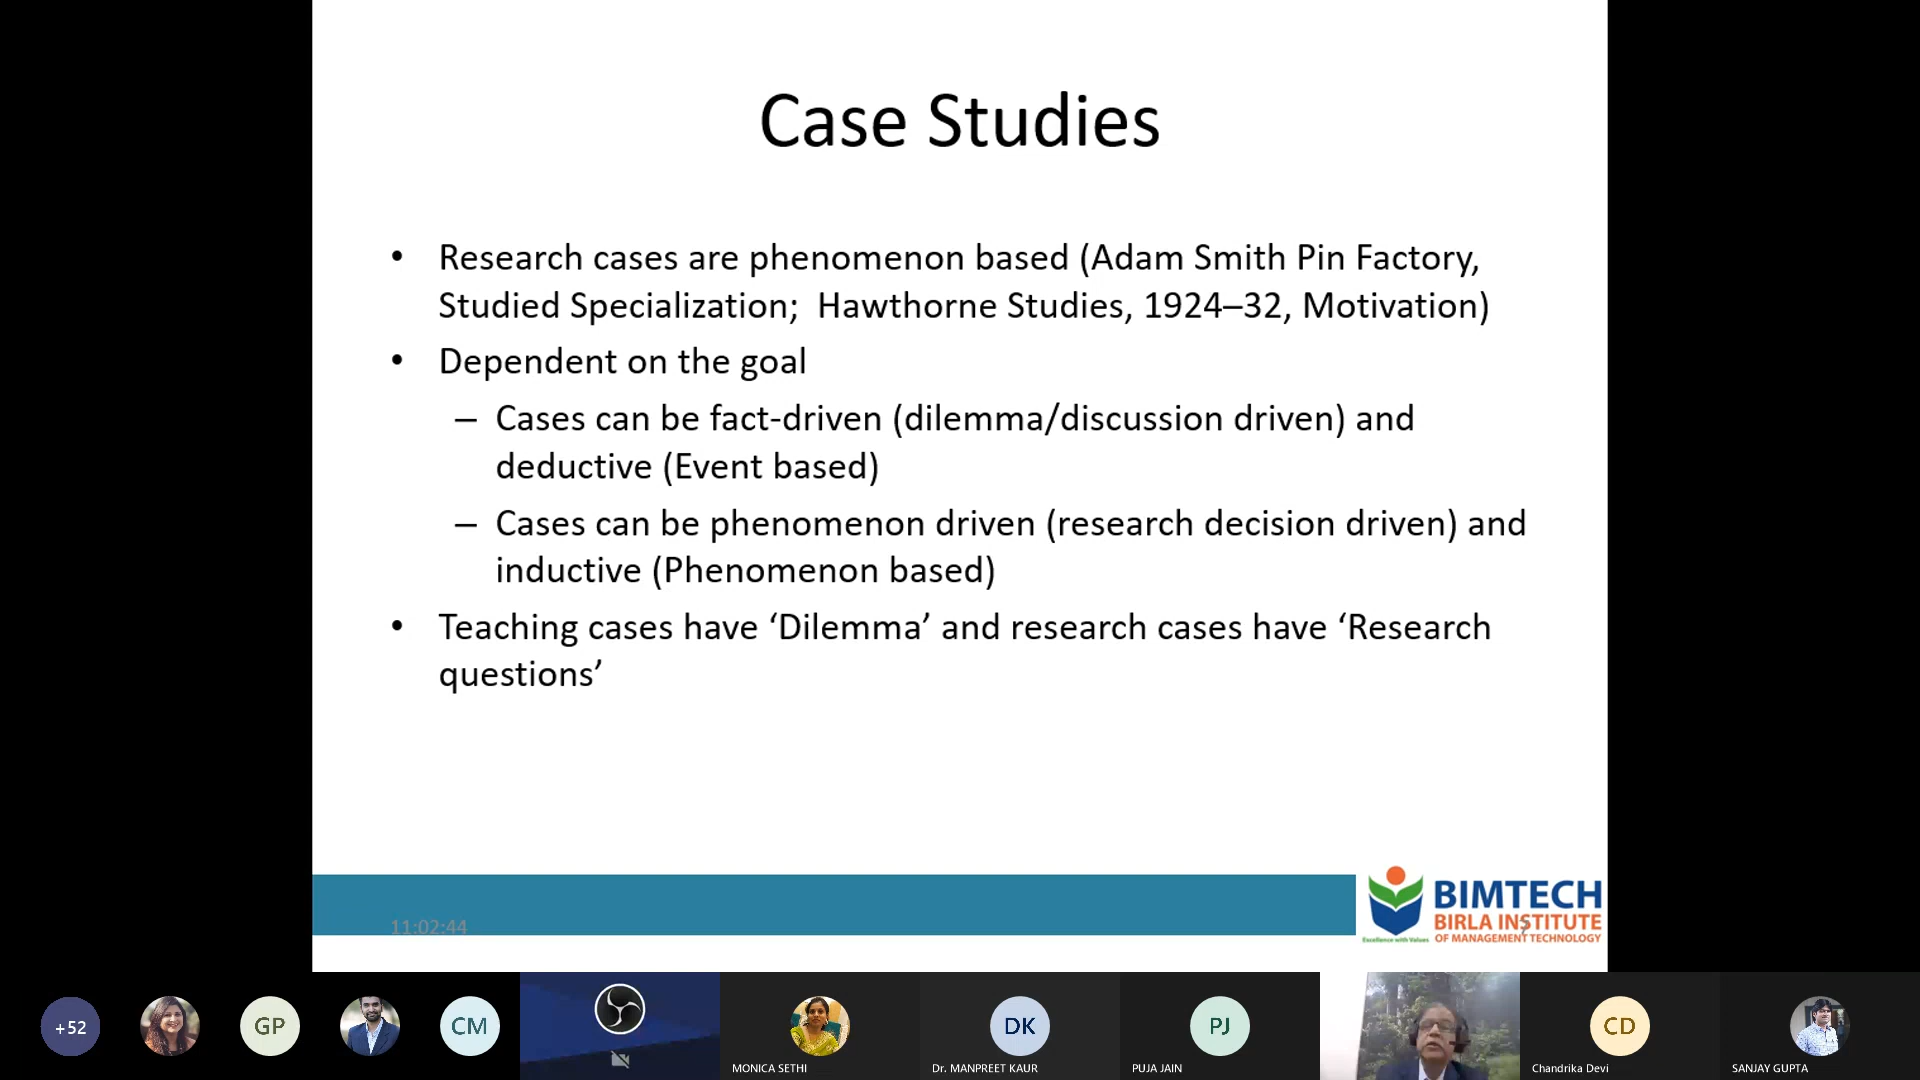 Case Studies
• Research cases are phenomenon based (Adam Smith Pin Factory,
Studied Specialization;  Hawthorne Studies, 1924–32, Motivation)
• Dependent on the goal
– Cases can be fact-driven (dilemma/discussion driven) and
deductive (Event based)
– Cases can be phenomenon driven (research decision driven) and
inductive (Phenomenon based)
• Teaching cases have ‘Dilemma’ and research cases have ‘Research
questions’
11:02:44
7
BIMTECH
BIRLA INSTITUTE
OF MANAGEMENT TECHNOLOGY
Excellence with Values
+52
GP
CM
MONICA SETHI
DK
Dr. MANPREET KAUR
PJ
PUJA JAIN
CD
Chandrika Devi
SANJAY GUPTA